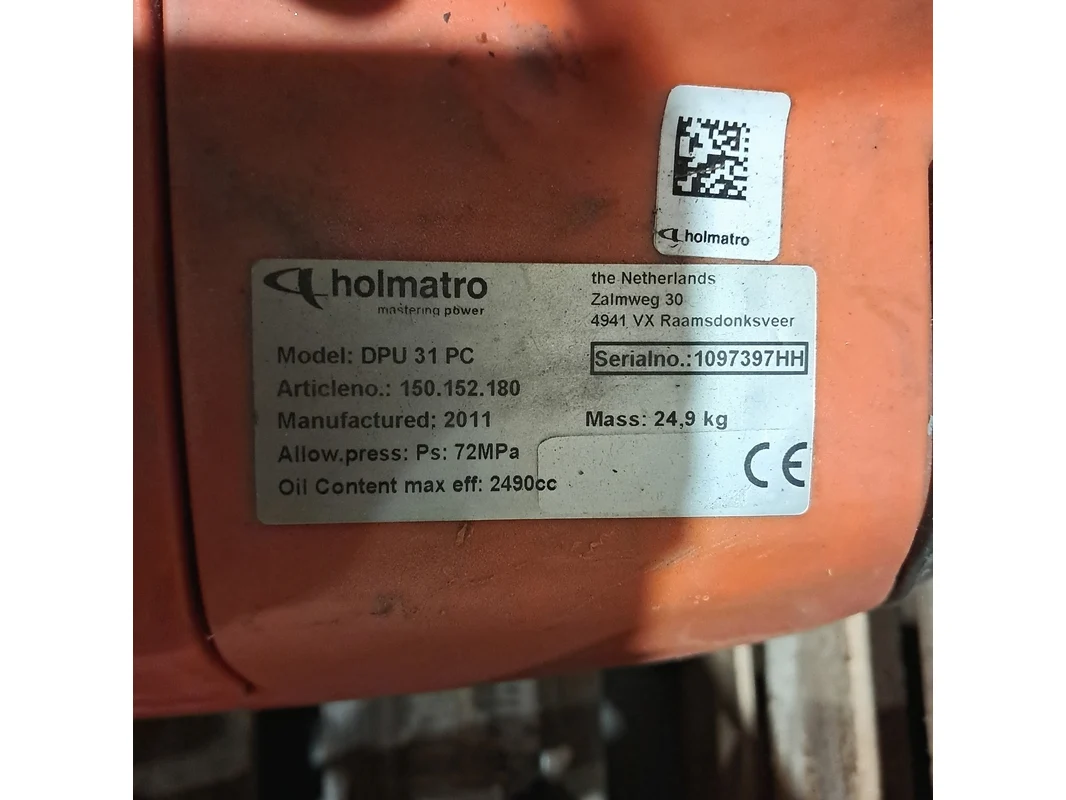 holmatro
holmatro
mastering power
the Netherlands
Zalmweg 30
4941 VX Raamsdonksveer
Model: DPU 31 PC
Serialno.:1097397HH
Articleno.: 150.152.180
Manufactured: 2011
Mass: 24,9 kg
Allow.press: Ps: 72MPa
Oil Content max eff: 2490cc
CE